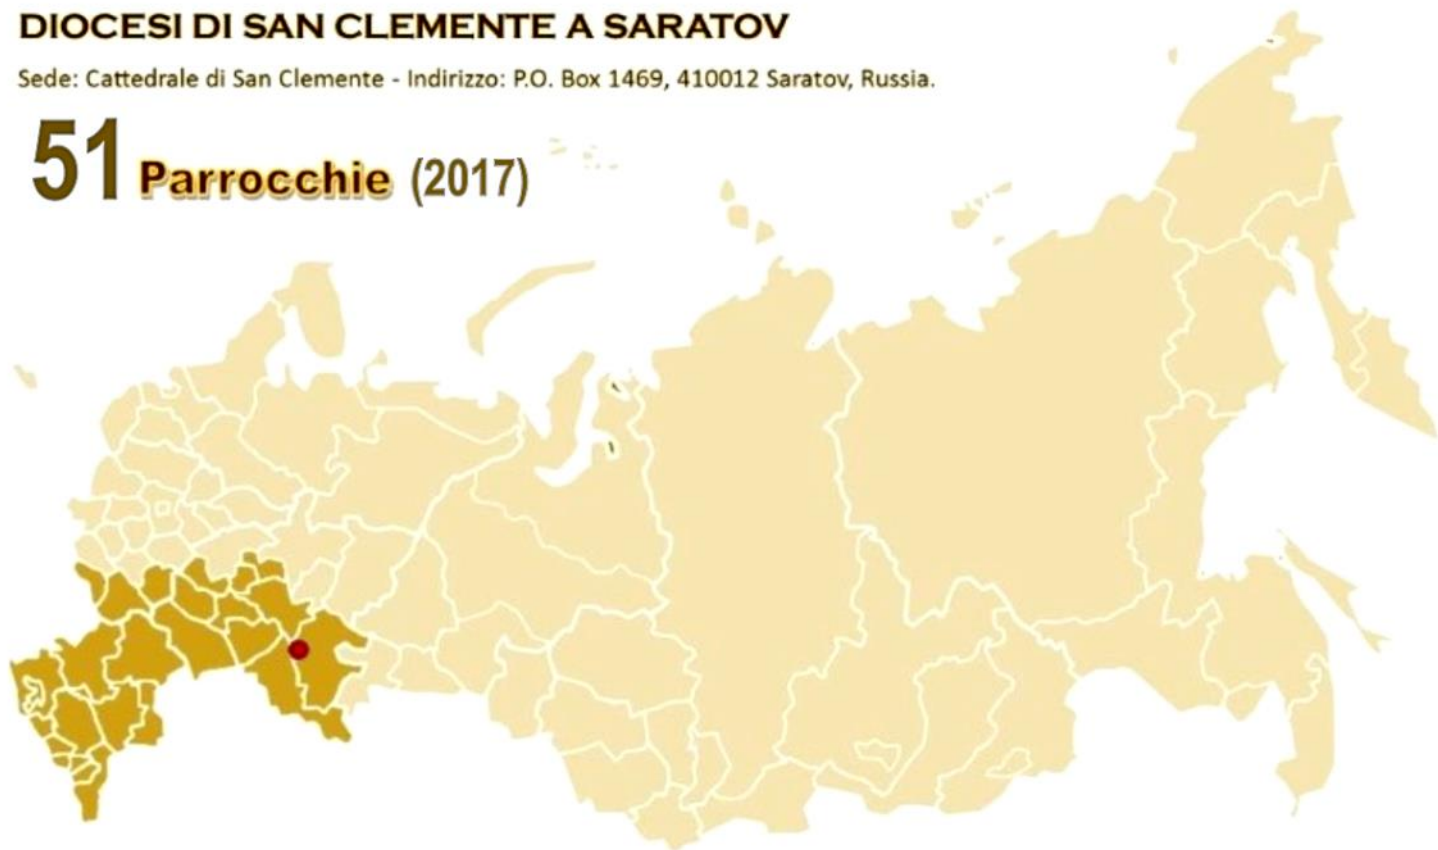 DIOCESI DI SAN CLEMENTE A SARATOV
Sede: Cattedrale di San Clemente - Indirizzo: P.O. Box 1469, 410012 Saratov, Russia.
51 Parrocchie (2017)